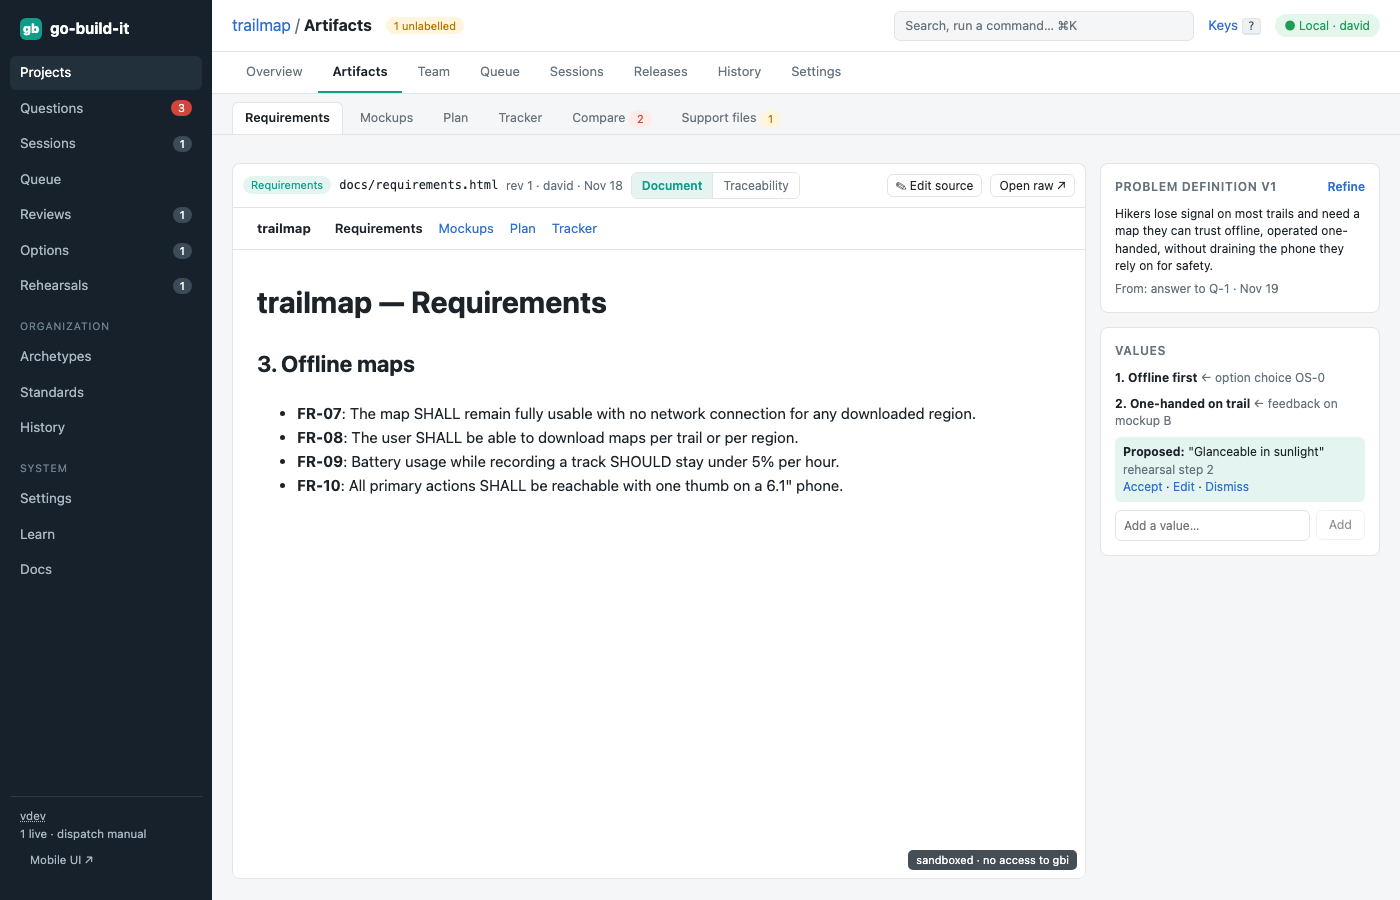 gb go-build-it
Projects
Questions 3
Sessions 1
Queue
Reviews 1
Options 1
Rehearsals 1
ORGANIZATION
Archetypes
Standards
History
SYSTEM
Settings
Learn
Docs
vdev
1 live · dispatch manual
Mobile UI ↗
trailmap / Artifacts 1 unlabelled
Search, run a command... ⌘K
Keys ?
Local · david
Overview Artifacts Team Queue Sessions Releases History Settings
Requirements Mockups Plan Tracker Compare 2 Support files 1
Requirements docs/requirements.html rev 1 · david · Nov 18 Document Traceability ✎ Edit source Open raw ↗
trailmap Requirements Mockups Plan Tracker
trailmap — Requirements
3. Offline maps
• FR-07: The map SHALL remain fully usable with no network connection for any downloaded region.
• FR-08: The user SHALL be able to download maps per trail or per region.
• FR-09: Battery usage while recording a track SHOULD stay under 5% per hour.
• FR-10: All primary actions SHALL be reachable with one thumb on a 6.1" phone.
sandboxed · no access to gbi
PROBLEM DEFINITION V1 Refine
Hikers lose signal on most trails and need a
map they can trust offline, operated one-
handed, without draining the phone they
rely on for safety.
From: answer to Q-1 · Nov 19
VALUES
1. Offline first ← option choice OS-0
2. One-handed on trail ← feedback on
mockup B
Proposed: "Glanceable in sunlight"
rehearsal step 2
Accept · Edit · Dismiss
Add a value... Add